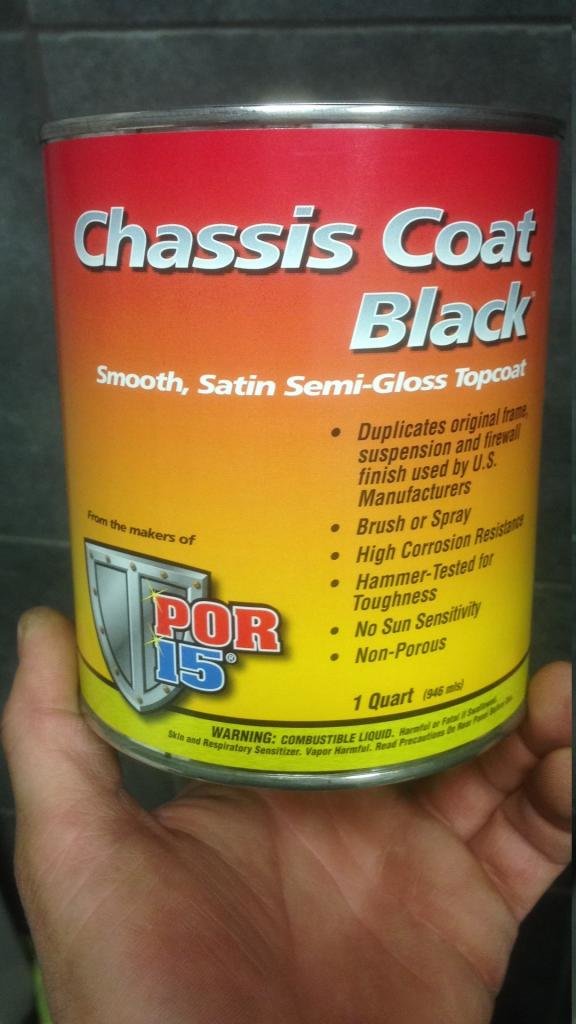 Chassis Coat
Black™
Smooth, Satin Semi-Gloss Topcoat
• Duplicates original frame,
suspension and firewall
finish used by U.S.
Manufacturers
• Brush or Spray
• High Corrosion Resistance
• Hammer-Tested for
Toughness
• No Sun Sensitivity
• Non-Porous
From the makers of
POR
15®
1 Quart (946 mls)
WARNING: COMBUSTIBLE LIQUID. Harmful or Fatal if Swallowed.
Skin and Respiratory Sensitizer. Vapor Harmful. Read Precautions On Rear Panel Before Use.